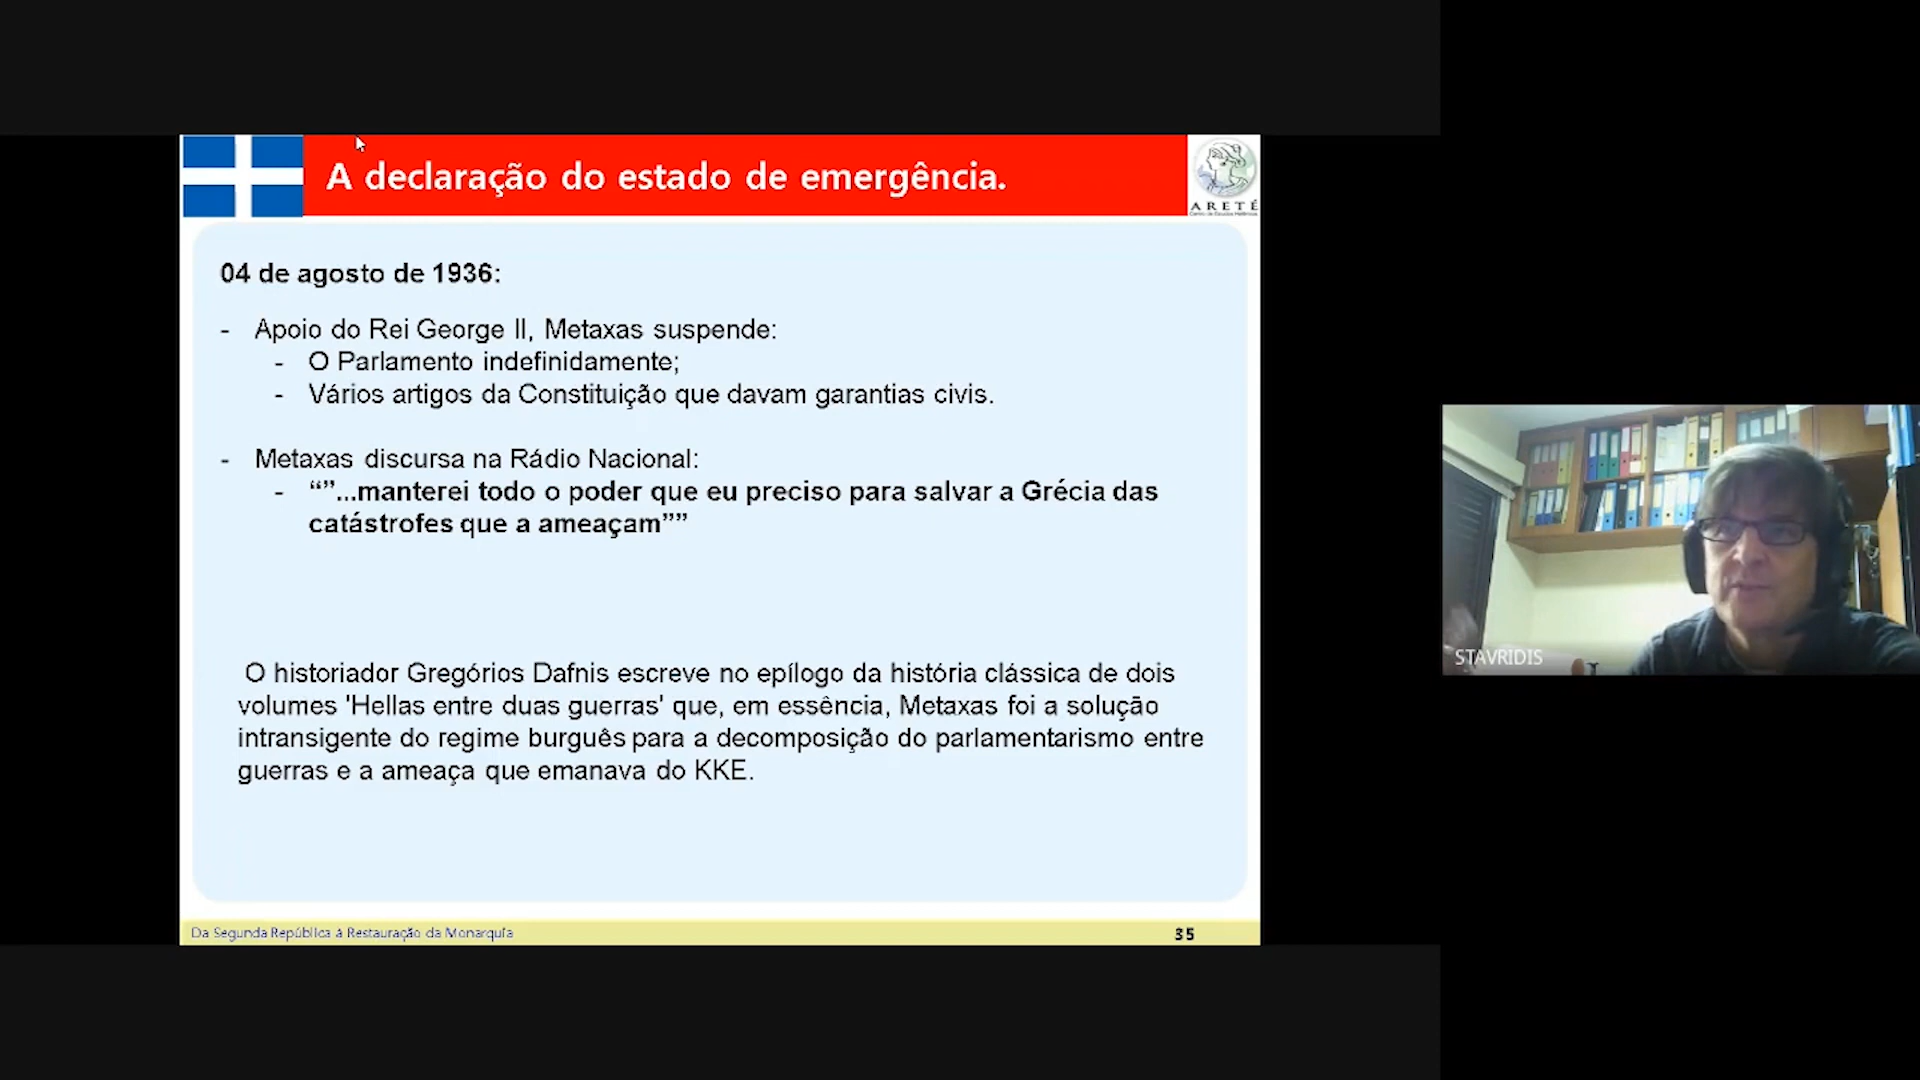 A declaração do estado de emergência.
ARETÉ
Centro de Estudos Helênicos
04 de agosto de 1936:
- Apoio do Rei George II, Metaxas suspende:
- O Parlamento indefinidamente;
- Vários artigos da Constituição que davam garantias civis.
- Metaxas discursa na Rádio Nacional:
- “”...manterei todo o poder que eu preciso para salvar a Grécia das
catástrofes que a ameaçam””
O historiador Gregórios Dafnis escreve no epílogo da história clássica de dois
volumes 'Hellas entre duas guerras' que, em essência, Metaxas foi a solução
intransigente do regime burguês para a decomposição do parlamentarismo entre
guerras e a ameaça que emanava do KKE.
STAVRIDIS
Da Segunda República à Restauração da Monarquia
35